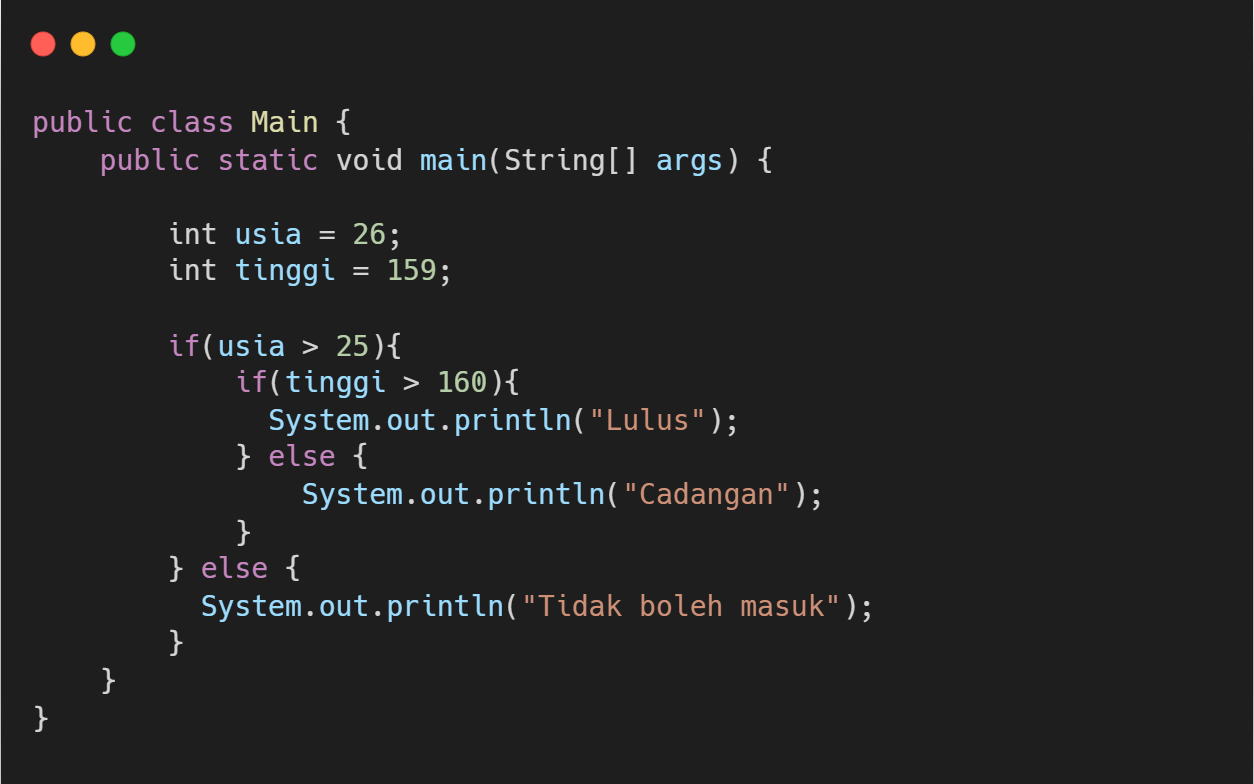 public class Main {
    public static void main(String[] args) {

        int usia = 26;
        int tinggi = 159;

        if(usia > 25){
            if(tinggi > 160){
              System.out.println("Lulus");
            } else {
                System.out.println("Cadangan");
            }
        } else {
          System.out.println("Tidak boleh masuk");
        }
    }
}